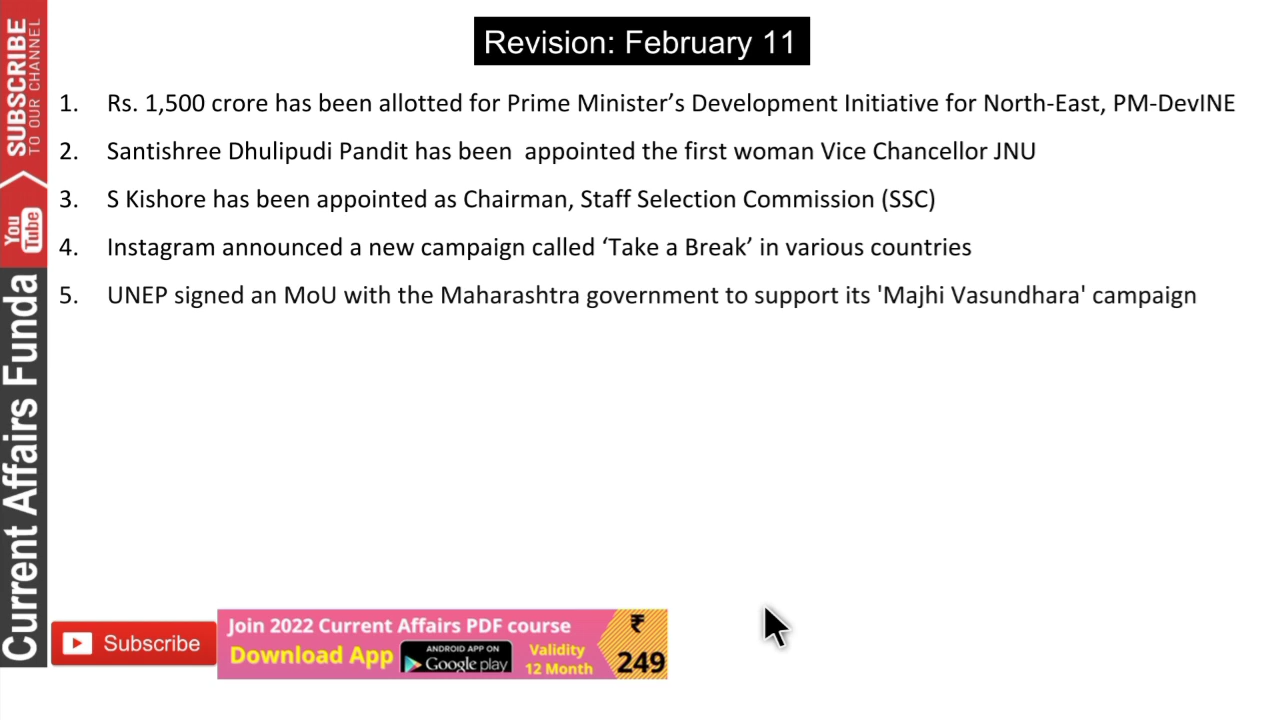 Revision: February 11
1. Rs. 1,500 crore has been allotted for Prime Minister’s Development Initiative for North-East, PM-DevINE
2. Santishree Dhulipudi Pandit has been  appointed the first woman Vice Chancellor JNU
3. S Kishore has been appointed as Chairman, Staff Selection Commission (SSC)
4. Instagram announced a new campaign called ‘Take a Break’ in various countries
5. UNEP signed an MoU with the Maharashtra government to support its 'Majhi Vasundhara' campaign
SUBSCRIBE
TO OUR CHANNEL
You
Tube
Current Affairs Funda
Subscribe
Join 2022 Current Affairs PDF course
Download App
ANDROID APP ON
Google play
Validity
12 Month
₹
249